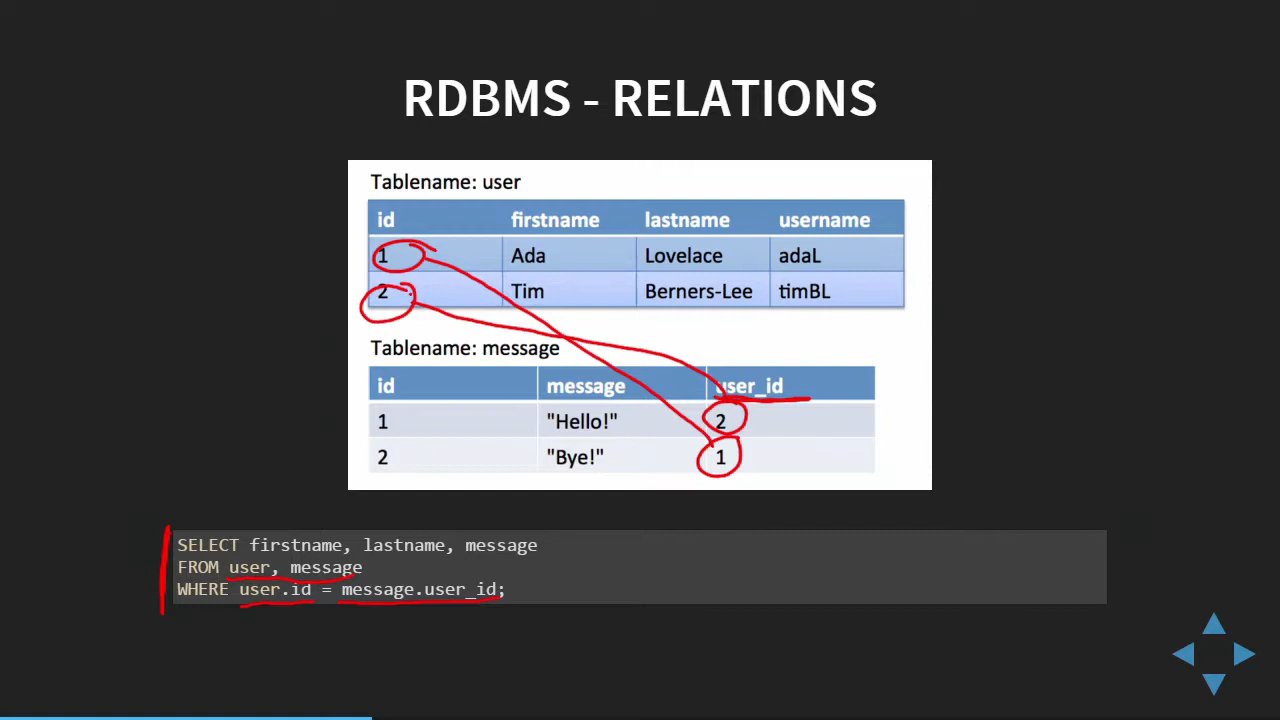 RDBMS - RELATIONS
Tablename: user
id firstname lastname username
1 Ada Lovelace adaL
2 Tim Berners-Lee timBL
Tablename: message
id message user_id
1 "Hello!" 2
2 "Bye!" 1
SELECT firstname, lastname, message
FROM user, message
WHERE user.id = message.user_id;